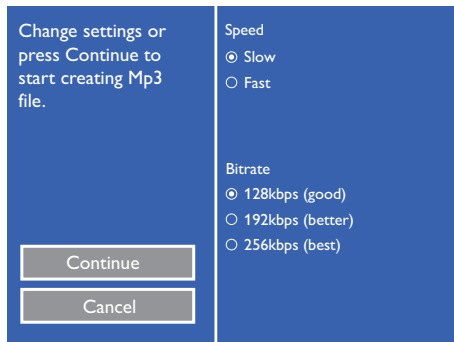 Change settings or
press Continue to
start creating Mp3
file.
Continue
Cancel
Speed
Slow
Fast
Bitrate
128kbps (good)
192kbps (better)
256kbps (best)